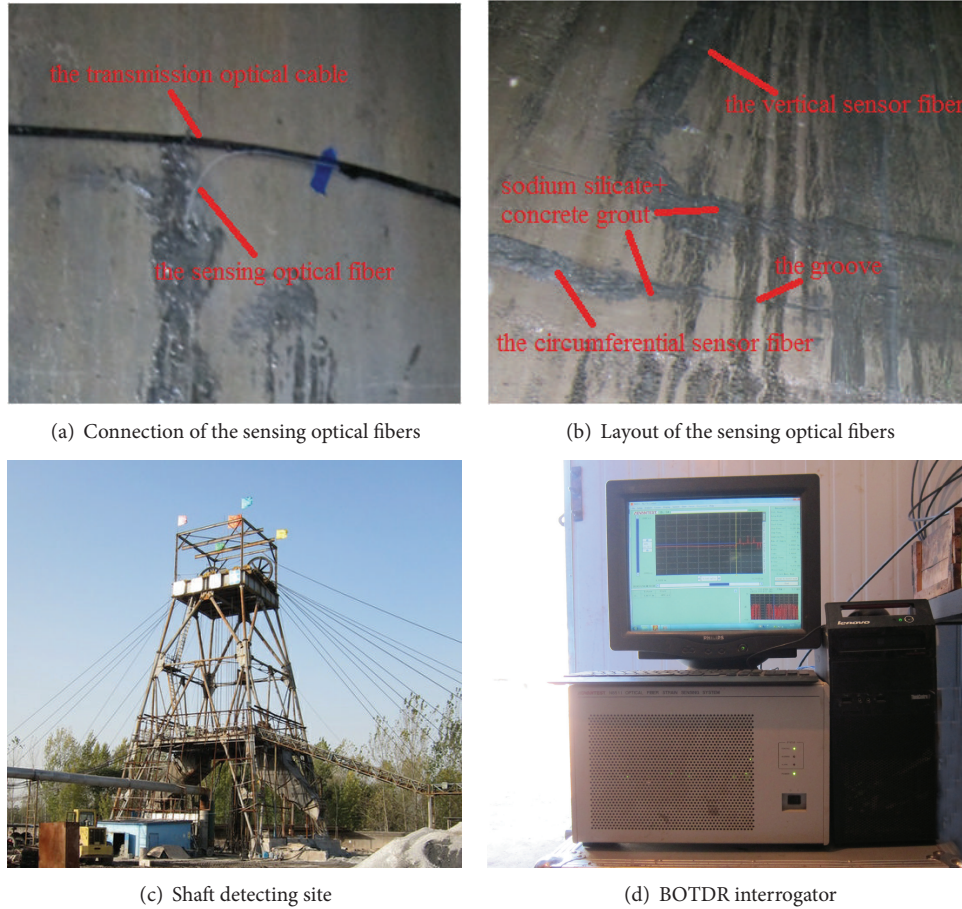 the transmission optical cable
the sensing optical fiber
(a) Connection of the sensing optical fibers
the vertical sensor fiber
sodium silicate+
concrete grout
the groove
the circumferential sensor fiber
(b) Layout of the sensing optical fibers
(c) Shaft detecting site
PHILIPS
lenovo
(d) BOTDR interrogator